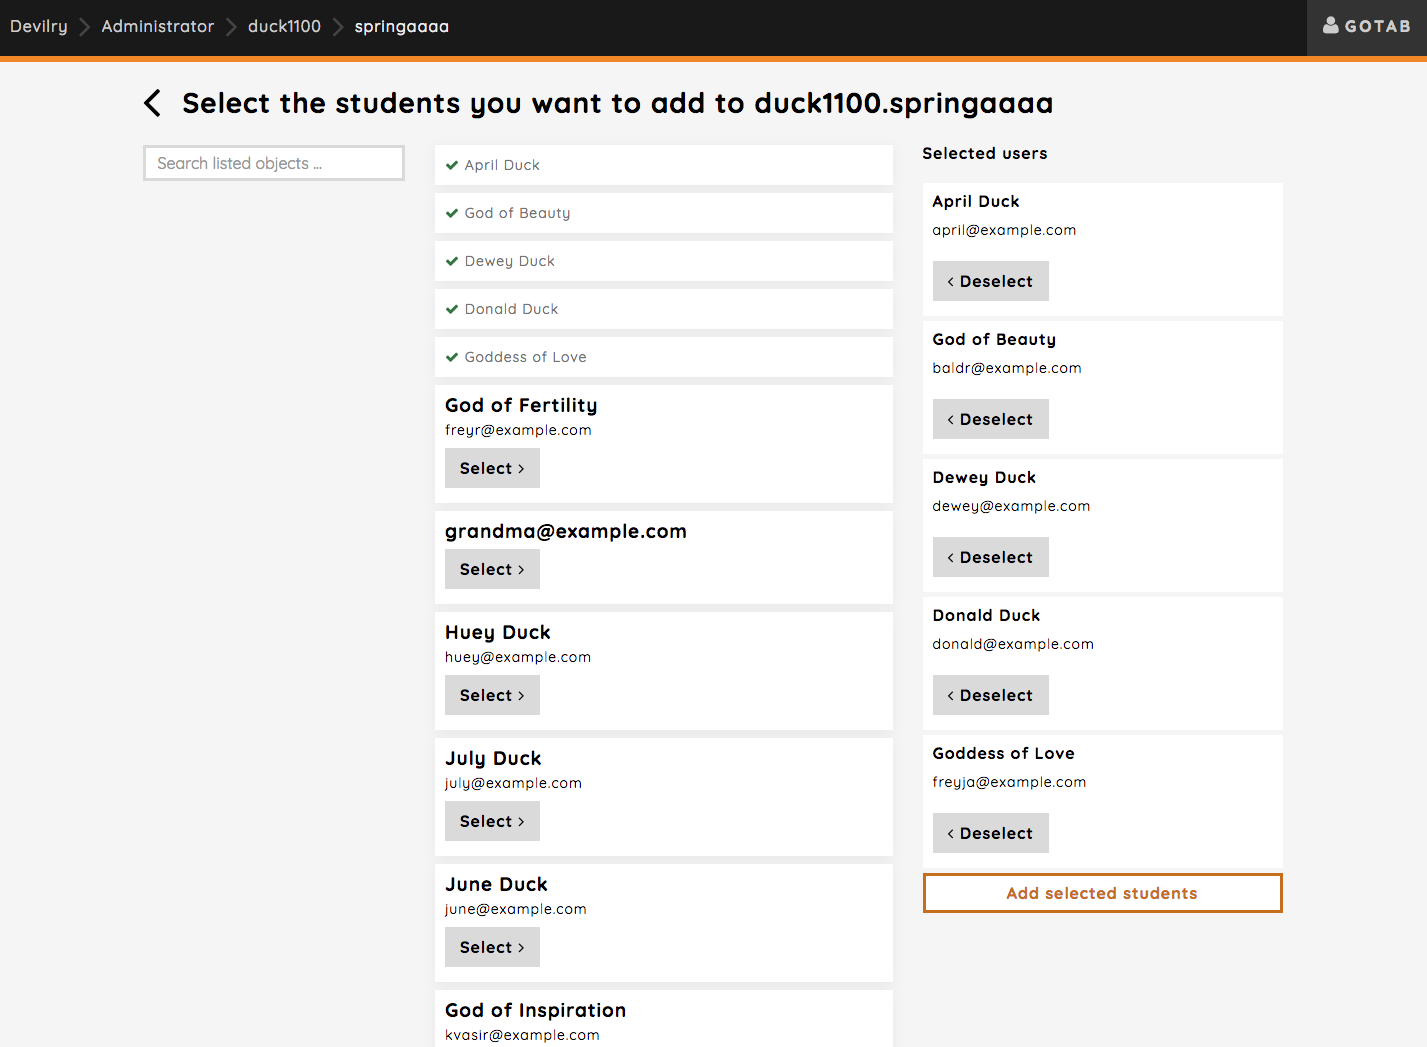 Devilry
Administrator
duck1100
springaaaa
GOTAB
Select the students you want to add to duck1100.springaaaa
Search listed objects ...
April Duck
God of Beauty
Dewey Duck
Donald Duck
Goddess of Love
God of Fertility
freyr@example.com
Select
grandma@example.com
Select
Huey Duck
huey@example.com
Select
July Duck
july@example.com
Select
June Duck
june@example.com
Select
God of Inspiration
kvasir@example.com
Selected users
April Duck
april@example.com
Deselect
God of Beauty
baldr@example.com
Deselect
Dewey Duck
dewey@example.com
Deselect
Donald Duck
donald@example.com
Deselect
Goddess of Love
freyja@example.com
Deselect
Add selected students